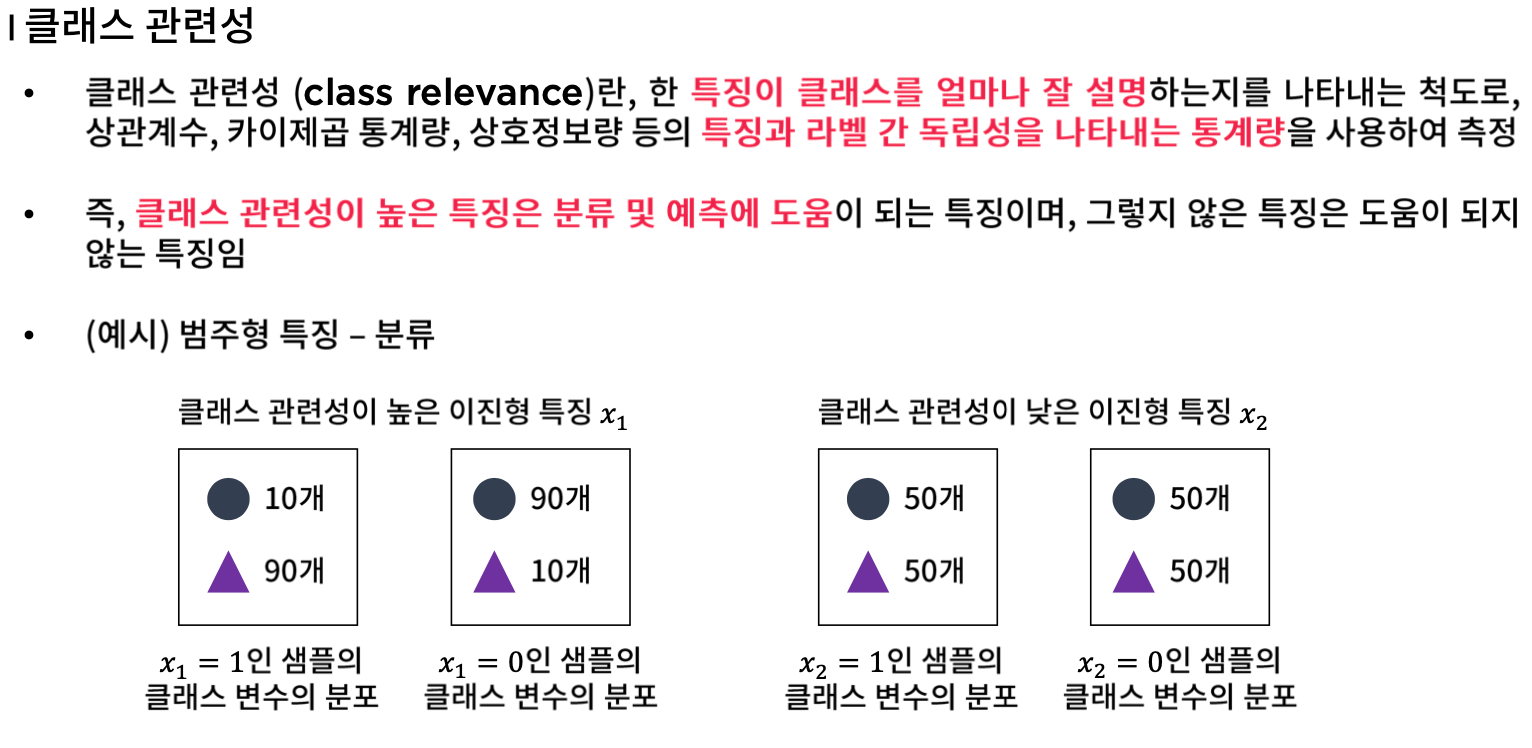 | 클래스 관련성
• 클래스 관련성 (class relevance)란, 한 특징이 클래스를 얼마나 잘 설명하는지를 나타내는 척도로,
상관계수, 카이제곱 통계량, 상호정보량 등의 특징과 라벨 간 독립성을 나타내는 통계량을 사용하여 측정
• 즉, 클래스 관련성이 높은 특징은 분류 및 예측에 도움이 되는 특징이며, 그렇지 않은 특징은 도움이 되지
않는 특징임
• (예시) 범주형 특징 – 분류
클래스 관련성이 높은 이진형 특징 x₁
10개
90개
x₁ = 1인 샘플의
클래스 변수의 분포
90개
10개
x₁ = 0인 샘플의
클래스 변수의 분포
클래스 관련성이 낮은 이진형 특징 x₂
50개
50개
x₂ = 1인 샘플의
클래스 변수의 분포
50개
50개
x₂ = 0인 샘플의
클래스 변수의 분포